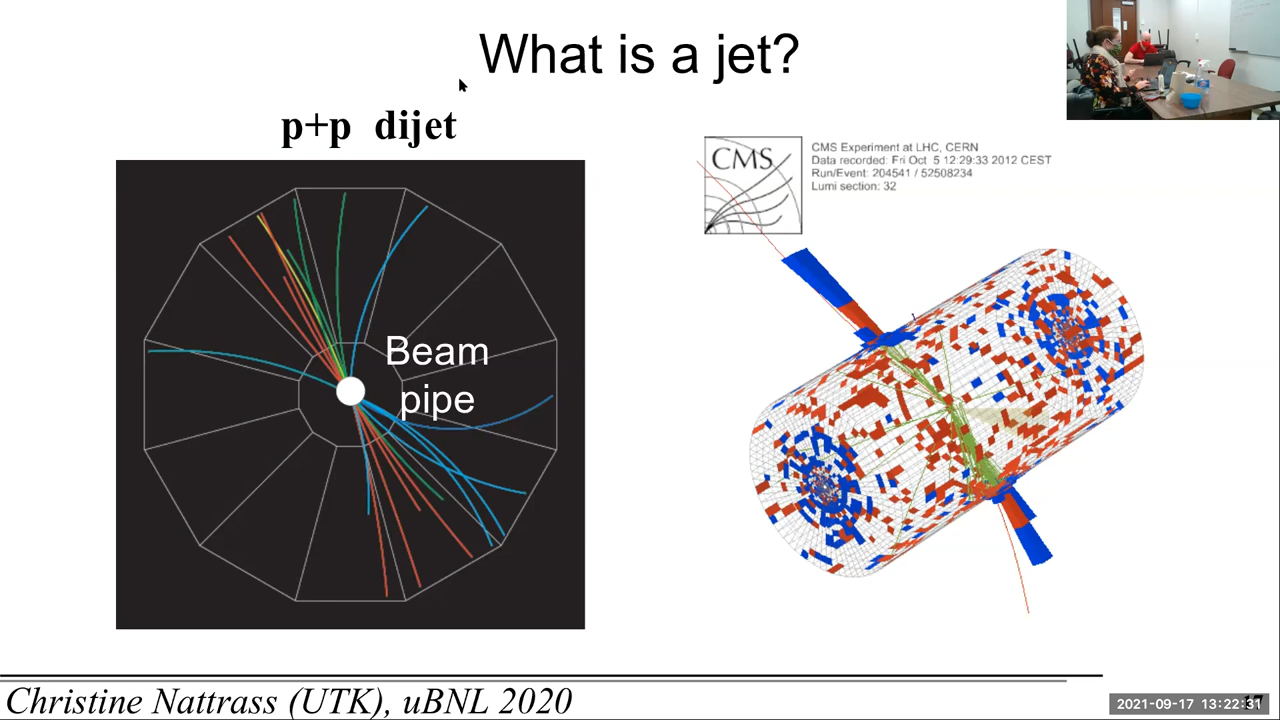 What is a jet?
p+p dijet
Beam
pipe
CMS
CMS Experiment at LHC, CERN
Data recorded: Fri Oct 5 12:29:33 2012 CEST
Run/Event: 204541 / 52508234
Lumi section: 32
Christine Nattrass (UTK), uBNL 2020
2021-09-17 13:22:31